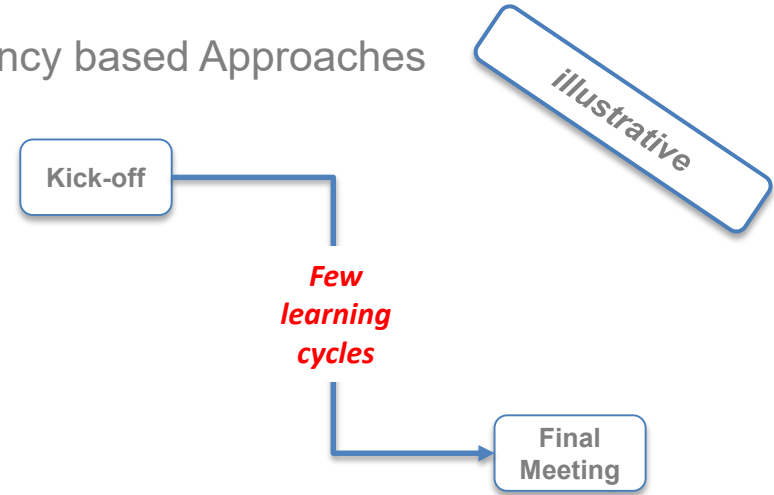 ncy based Approaches
illustrative
Kick-off
Few
learning
cycles
Final
Meeting